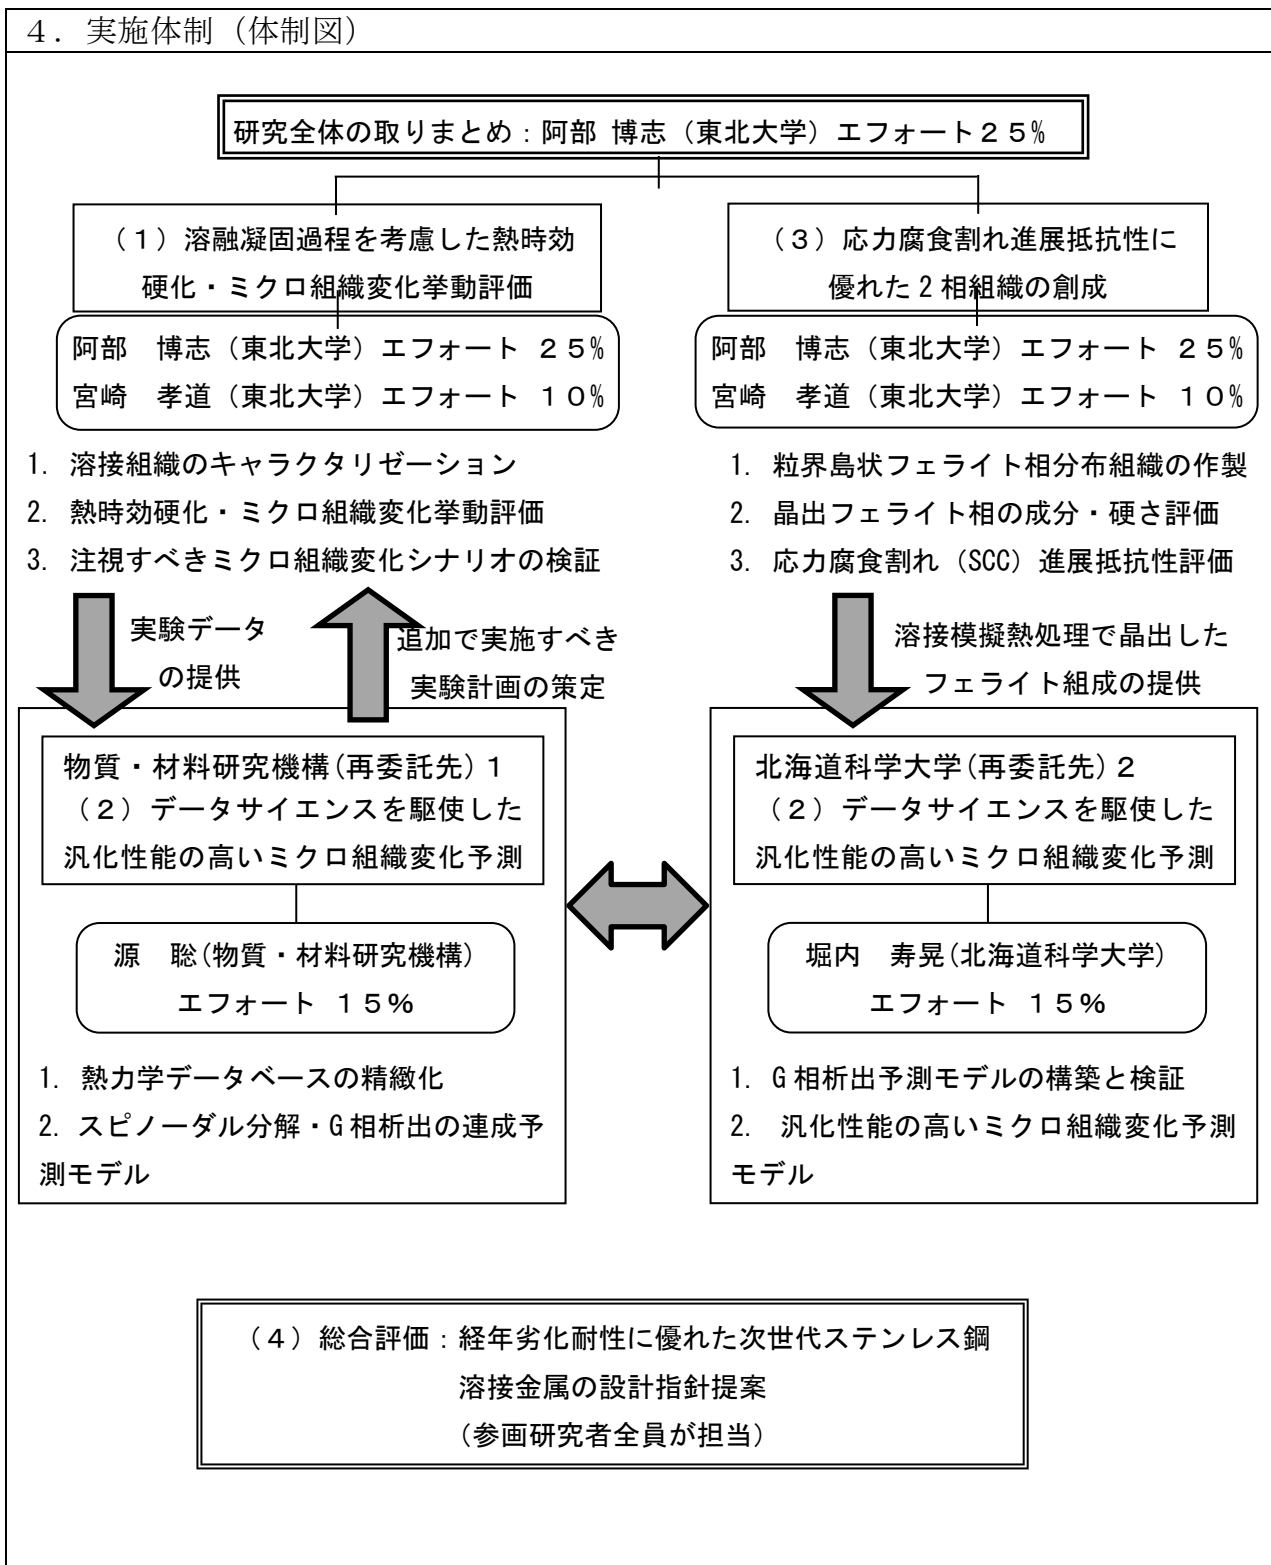 ４．実施体制（体制図）
研究全体の取りまとめ：阿部 博志（東北大学）エフォート２５％
（１）溶融凝固過程を考慮した熱時効
硬化・ミクロ組織変化挙動評価
阿部　博志（東北大学）エフォート ２５％
宮崎　孝道（東北大学）エフォート １０％
1. 溶接組織のキャラクタリゼーション
2. 熱時効硬化・ミクロ組織変化挙動評価
3. 注視すべきミクロ組織変化シナリオの検証
（３）応力腐食割れ進展抵抗性に
優れた２相組織の創成
阿部　博志（東北大学）エフォート ２５％
宮崎　孝道（東北大学）エフォート １０％
1. 粒界島状フェライト相分布組織の作製
2. 晶出フェライト相の成分・硬さ評価
3. 応力腐食割れ（SCC）進展抵抗性評価
実験データ
の提供
追加で実施すべき
実験計画の策定
溶接模擬熱処理で晶出した
フェライト組成の提供
物質・材料研究機構(再委託先)１
（２）データサイエンスを駆使した
汎化性能の高いミクロ組織変化予測
源　聡(物質・材料研究機構)
エフォート １５％
1. 熱力学データベースの精緻化
2. スピノーダル分解・G相析出の連成予
測モデル
北海道科学大学(再委託先)２
（２）データサイエンスを駆使した
汎化性能の高いミクロ組織変化予測
堀内　寿晃(北海道科学大学)
エフォート １５％
1. G相析出予測モデルの構築と検証
2. 汎化性能の高いミクロ組織変化予測
モデル
（４）総合評価：経年劣化耐性に優れた次世代ステンレス鋼
溶接金属の設計指針提案
（参画研究者全員が担当）